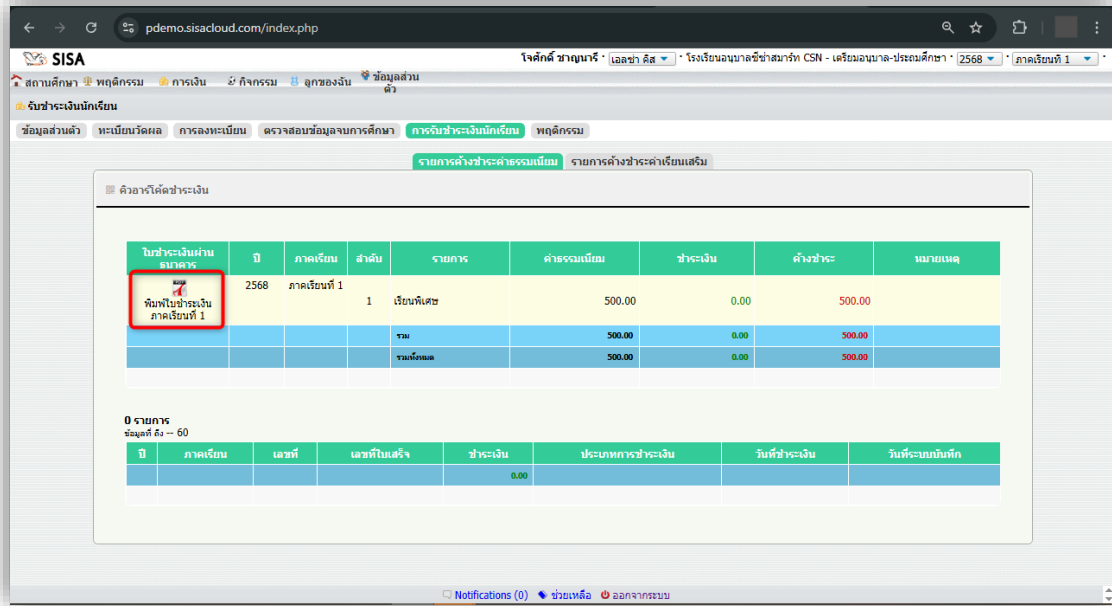 pdemo.sisacloud.com/index.php
SISA
โจศักดิ์ ชาญนารี · เอลซ่า คิส · โรงเรียนอนุบาลซีซ่าสมาร์ท CSN - เตรียมอนุบาล-ประถมศึกษา · 2568 · ภาคเรียนที่ 1 ·
สถานศึกษา พฤติกรรม การเงิน กิจกรรม ลูกของฉัน ข้อมูลส่วนตัว
รับชำระเงินนักเรียน
ข้อมูลส่วนตัว ทะเบียนวัดผล การลงทะเบียน ตรวจสอบข้อมูลจบการศึกษา การรับชำระเงินนักเรียน พฤติกรรม
รายการค้างชำระค่าธรรมเนียม รายการค้างชำระค่าเรียนเสริม
คิวอาร์โค้ดชำระเงิน
ใบชำระเงินผ่านธนาคาร ปี ภาคเรียน ลำดับ รายการ ค่าธรรมเนียม ชำระเงิน ค้างชำระ หมายเหตุ
พิมพ์ใบชำระเงิน ภาคเรียนที่ 1 2568 ภาคเรียนที่ 1 1 เรียนพิเศษ 500.00 0.00 500.00
รวม 500.00 0.00 500.00
รวมทั้งหมด 500.00 0.00 500.00
0 รายการ
ข้อมูลที่ ถึง -- 60
ปี ภาคเรียน เลขที่ เลขที่ใบเสร็จ ชำระเงิน ประเภทการชำระเงิน วันที่ชำระเงิน วันที่ระบบบันทึก
0.00
Notifications (0) ช่วยเหลือ ออกจากระบบ